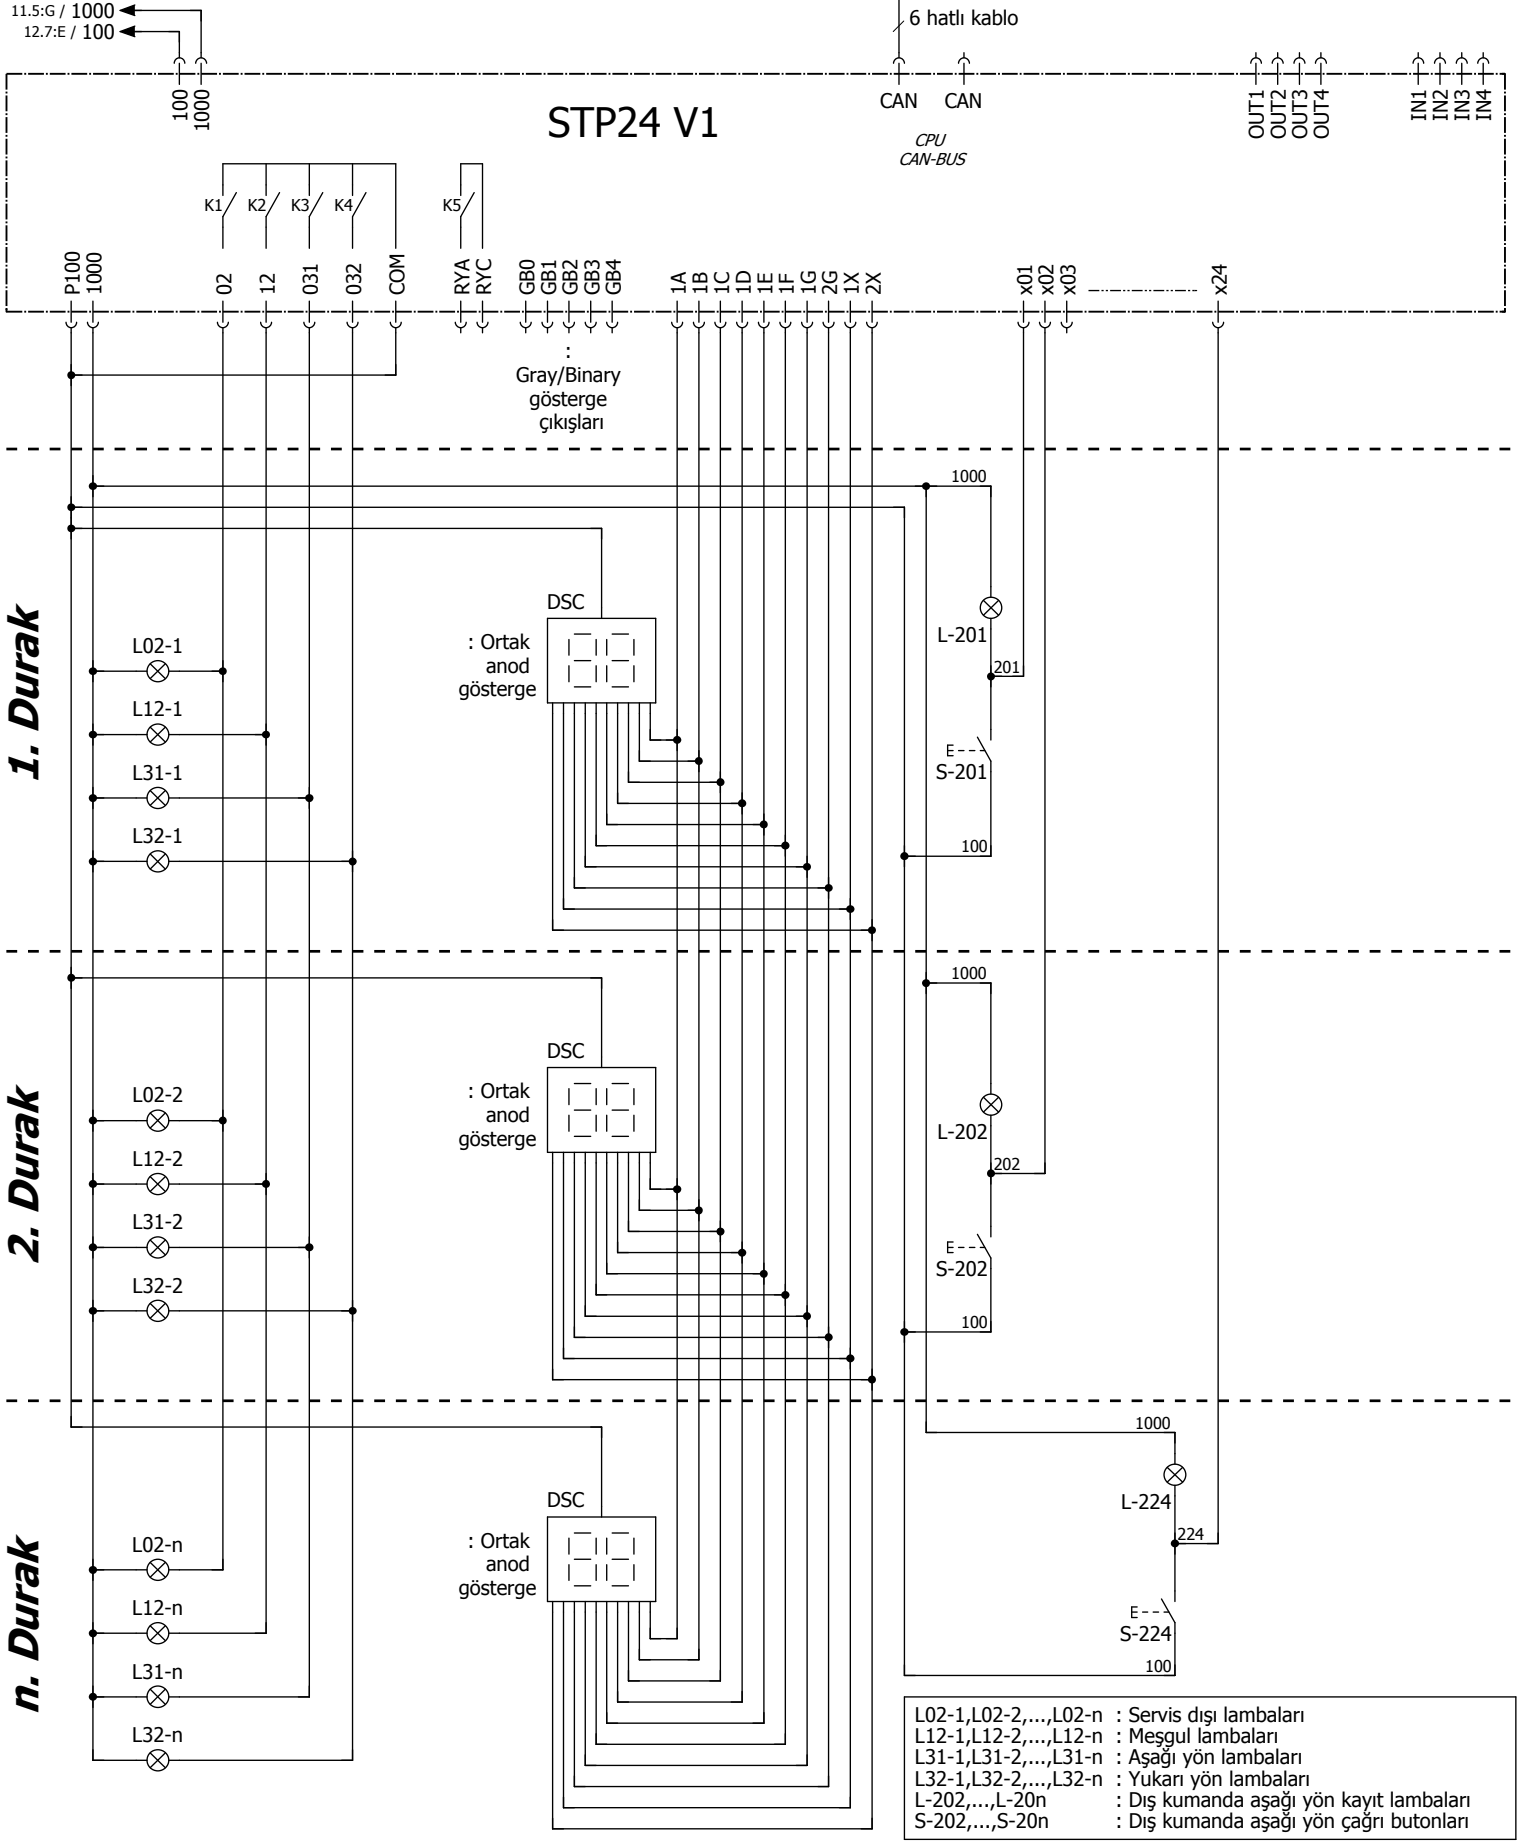 11.5:G / 1000
12.7:E / 100
6 hatlı kablo
100
1000
STP24 V1
CAN
CAN
CPU
CAN-BUS
OUT1
OUT2
OUT3
OUT4
IN1
IN2
IN3
IN4
K1
K2
K3
K4
K5
P100
1000
02
12
031
032
COM
RYA
RYC
GB0
GB1
GB2
GB3
GB4
1A
1B
1C
1D
1E
1F
1G
2G
1X
2X
x01
x02
x03
x24
:
Gray/Binary
gösterge
çıkışları
1. Durak
L02-1
L12-1
L31-1
L32-1
DSC
: Ortak
anod
gösterge
1000
L-201
201
E
S-201
100
2. Durak
L02-2
L12-2
L31-2
L32-2
DSC
: Ortak
anod
gösterge
1000
L-202
202
E
S-202
100
n. Durak
L02-n
L12-n
L31-n
L32-n
DSC
: Ortak
anod
gösterge
1000
L-224
224
E
S-224
100
L02-1,L02-2,...,L02-n : Servis dışı lambaları
L12-1,L12-2,...,L12-n : Meşgul lambaları
L31-1,L31-2,...,L31-n : Aşağı yön lambaları
L32-1,L32-2,...,L32-n : Yukarı yön lambaları
L-202,...,L-20n : Dış kumanda aşağı yön kayıt lambaları
S-202,...,S-20n : Dış kumanda aşağı yön çağrı butonları